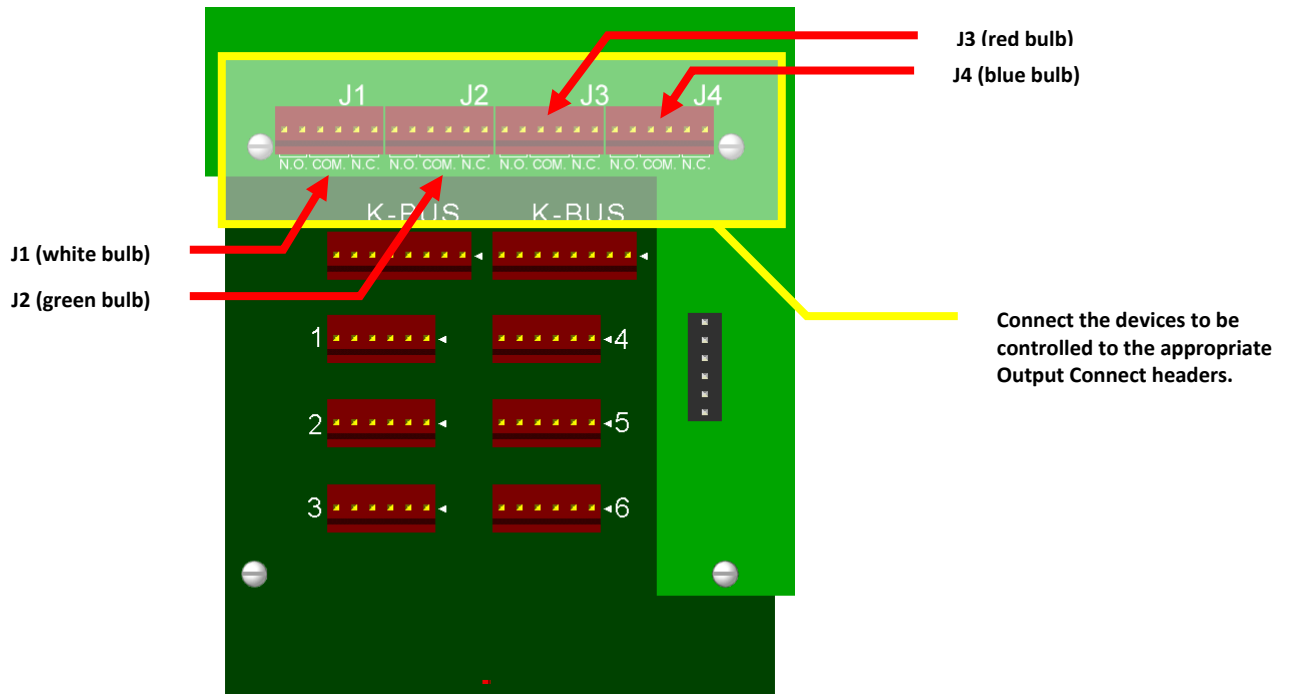 J3 (red bulb)
J4 (blue bulb)
J1 J2 J3 J4
N.O. COM. N.C. N.O. COM. N.C. N.O. COM. N.C. N.O. COM. N.C.
K-BUS K-BUS
J1 (white bulb)
J2 (green bulb)
1 4
Connect the devices to be
controlled to the appropriate
Output Connect headers.
2 5
3 6